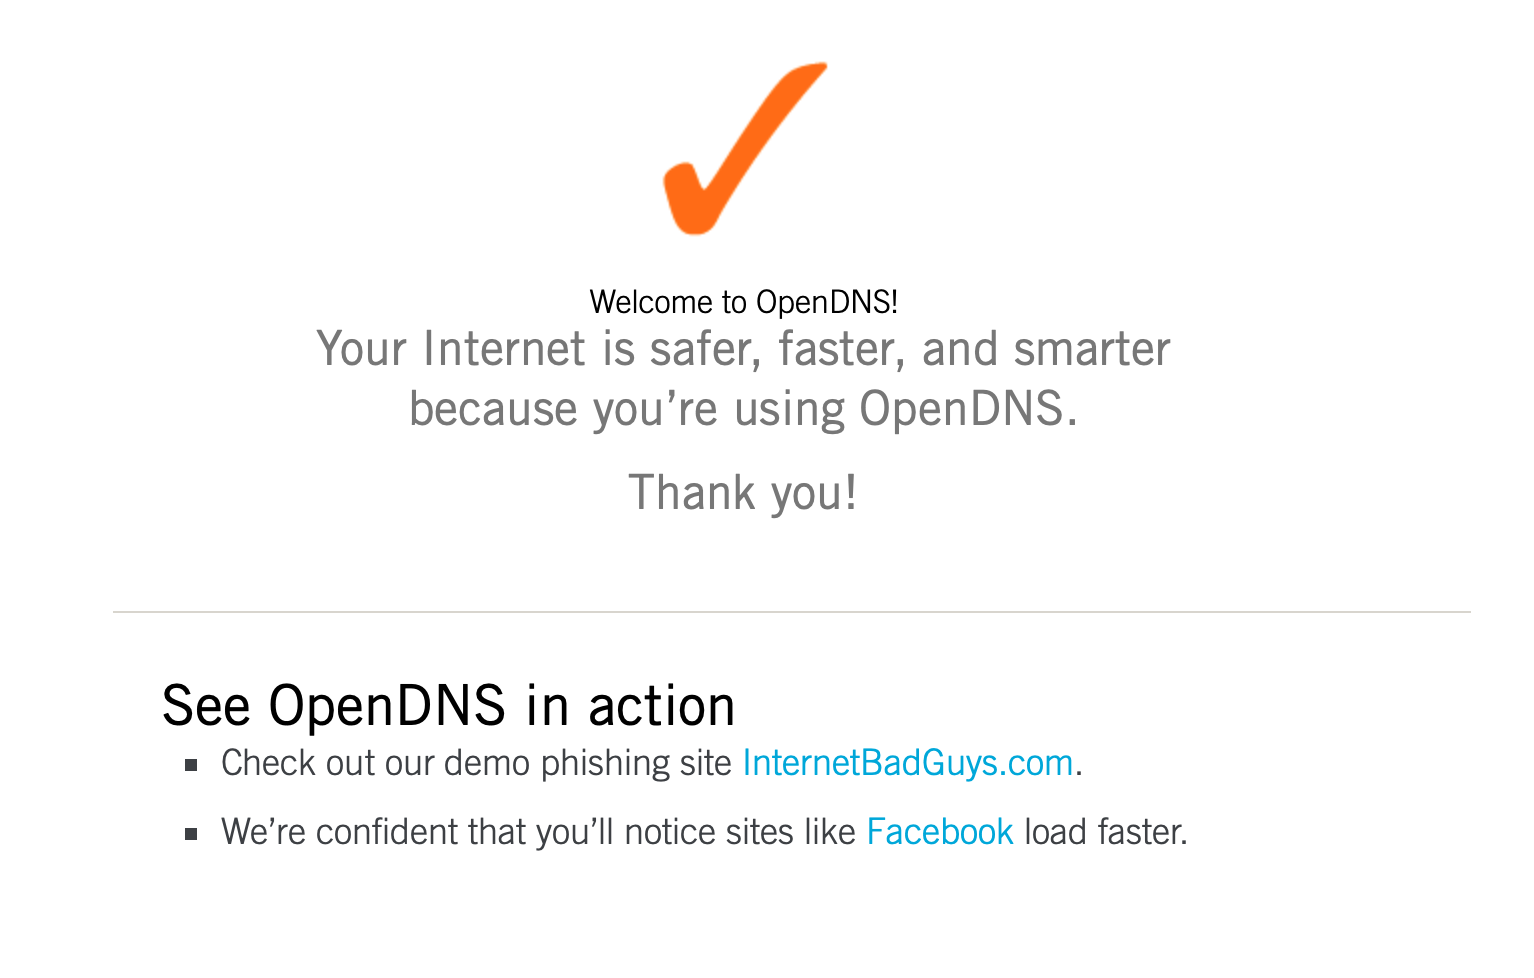 Welcome to OpenDNS!
Your Internet is safer, faster, and smarter
because you’re using OpenDNS.
Thank you!
See OpenDNS in action
Check out our demo phishing site InternetBadGuys.com.
We’re confident that you’ll notice sites like Facebook load faster.